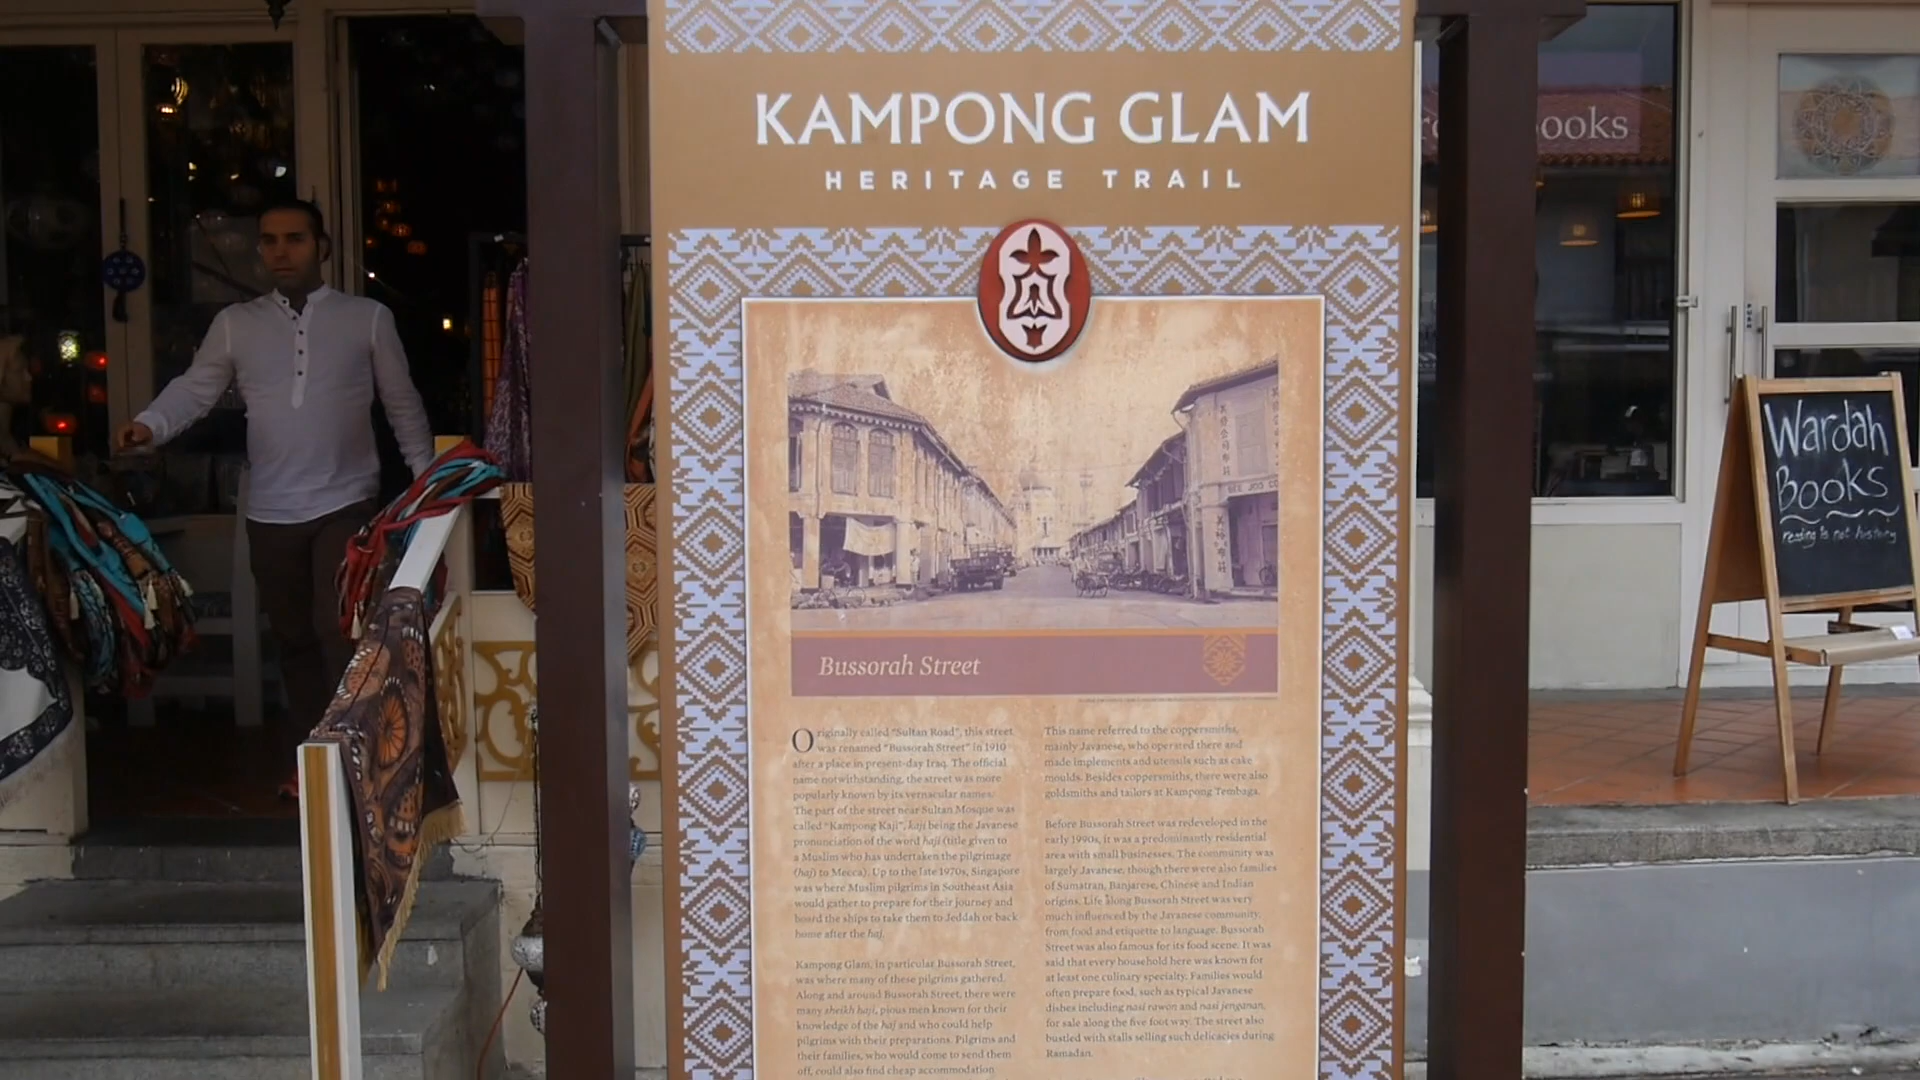 KAMPONG GLAM
HERITAGE TRAIL
Bussorah Street
Originally called "Sultan Road", this street
was renamed "Bussorah Street" in 1910
after a place in present-day Iraq. The official
name notwithstanding, the street was more
popularly known by its vernacular names.
The part of the street near Sultan Mosque was
called "Kampong Kaji", kaji being the Javanese
pronunciation of the word haji (title given to
a Muslim who has undertaken the pilgrimage
(haj) to Mecca). Up to the late 1970s, Singapore
was where Muslim pilgrims in Southeast Asia
would gather to prepare for their journey and
board the ships to take them to Jeddah or back
home after the haj.
Kampong Glam, in particular Bussorah Street,
was where many of these pilgrims gathered.
Along and around Bussorah Street, there were
many sheikh haji, pious men known for their
knowledge of the haj and who could help
pilgrims with their preparations. Pilgrims and
their families, who would come to send them
off, could also find cheap accommodation
This name referred to the coppersmiths,
mainly Javanese, who operated there and
made implements and utensils such as cake
moulds. Besides coppersmiths, there were also
goldsmiths and tailors at Kampong Tembaga.
Before Bussorah Street was redeveloped in the
early 1990s, it was a predominantly residential
area with small businesses. The community was
largely Javanese, though there were also families
of Sumatran, Banjarese, Chinese and Indian
origins. Life along Bussorah Street was very
much influenced by the Javanese community,
from food and etiquette to language. Bussorah
Street was also famous for its food scene. It was
said that every household here was known for
at least one culinary specialty. Families would
often prepare food, such as typical Javanese
dishes including nasi rawon and nasi jenganan,
for sale along the five foot way. The street also
bustled with stalls selling such delicacies during
Ramadan.
ooks
Wardah
Books
reading is not history